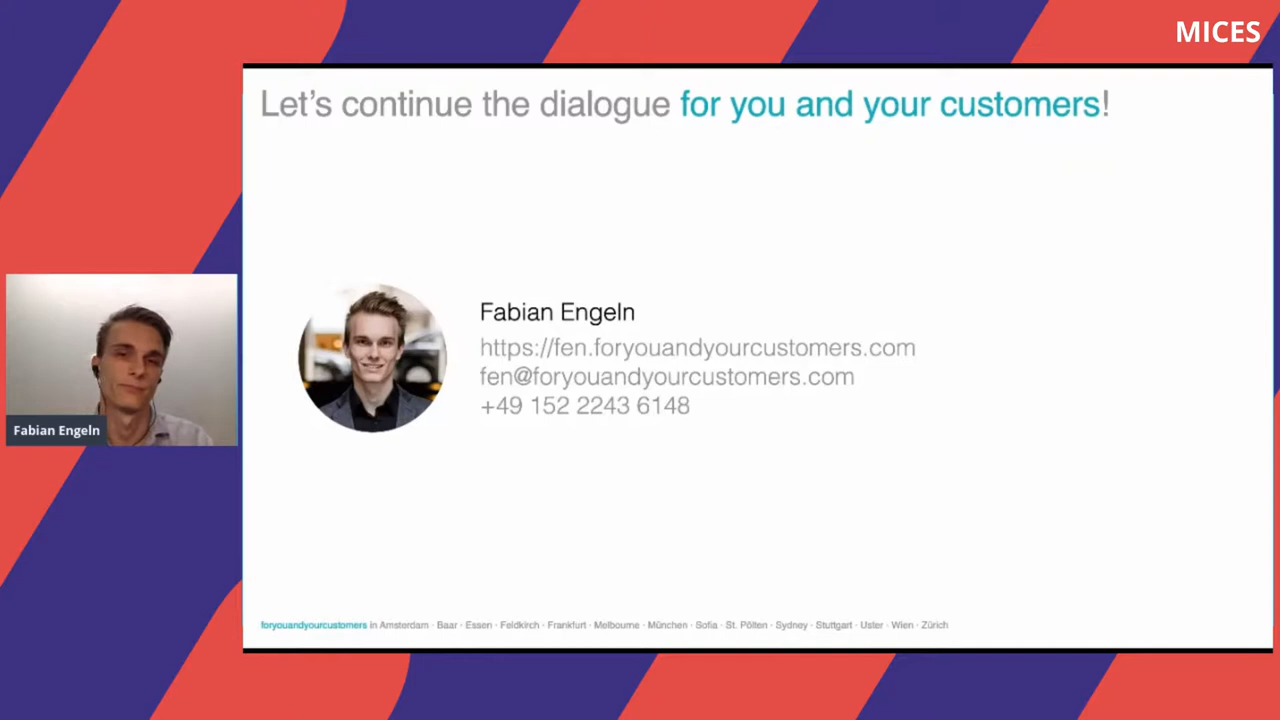 MICES
Let's continue the dialogue for you and your customers!
Fabian Engeln
https://fen.foryouandyourcustomers.com
fen@foryouandyourcustomers.com
+49 152 2243 6148
Fabian Engeln
foryouandyourcustomers in Amsterdam · Baar · Essen · Feldkirch · Frankfurt · Melbourne · München · Sofia · St. Pölten · Sydney · Stuttgart · Uster · Wien · Zürich